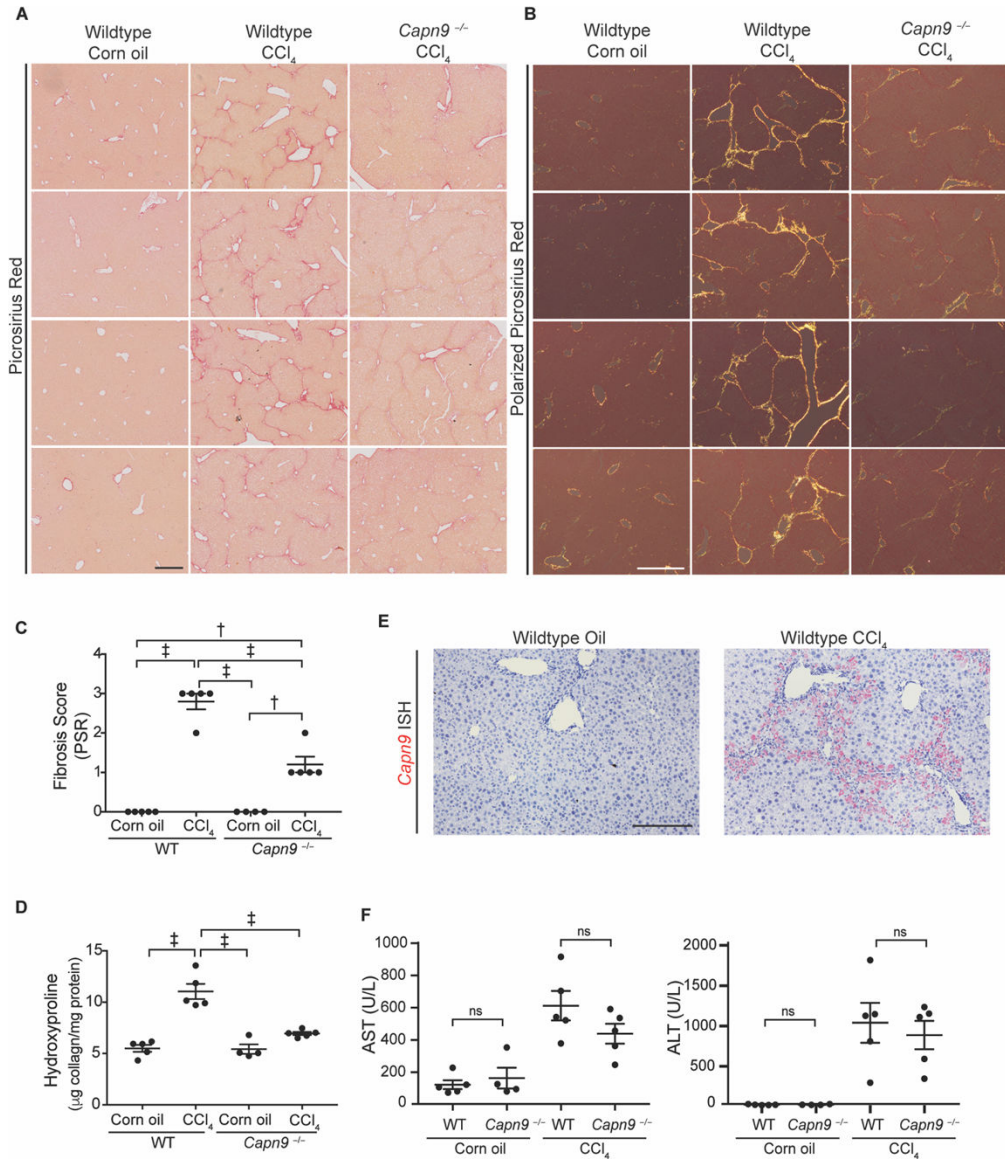 A
Wildtype
Corn oil
Wildtype
CCl₄
Capn9 ⁻/⁻
CCl₄
Picrosirius Red
B
Wildtype
Corn oil
Wildtype
CCl₄
Capn9 ⁻/⁻
CCl₄
Polarized Picrosirius Red
C
Fibrosis Score
(PSR)
4
3
2
1
0
†
‡
‡
‡
†
Corn oil
CCl₄
Corn oil
CCl₄
WT
Capn9 ⁻/⁻
D
Hydroxyproline
(μg collagn/mg protein)
15
10
5
0
‡
‡
‡
Corn oil
CCl₄
Corn oil
CCl₄
WT
Capn9 ⁻/⁻
E
Wildtype Oil
Wildtype CCl₄
Capn9 ISH
F
AST (U/L)
1000
800
600
400
200
0
ns
ns
WT
Capn9 ⁻/⁻
WT
Capn9 ⁻/⁻
Corn oil
CCl₄
ALT (U/L)
2000
1500
1000
500
0
ns
ns
WT
Capn9 ⁻/⁻
WT
Capn9 ⁻/⁻
Corn oil
CCl₄